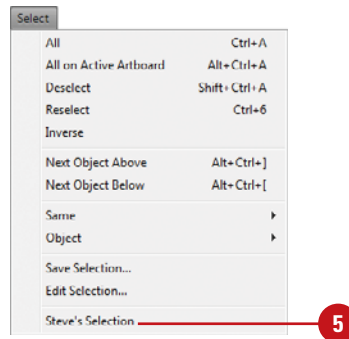 Select
All Ctrl+A
All on Active Artboard Alt+Ctrl+A
Deselect Shift+Ctrl+A
Reselect Ctrl+6
Inverse
Next Object Above Alt+Ctrl+]
Next Object Below Alt+Ctrl+[
Same
Object
Save Selection...
Edit Selection...
Steve's Selection
5